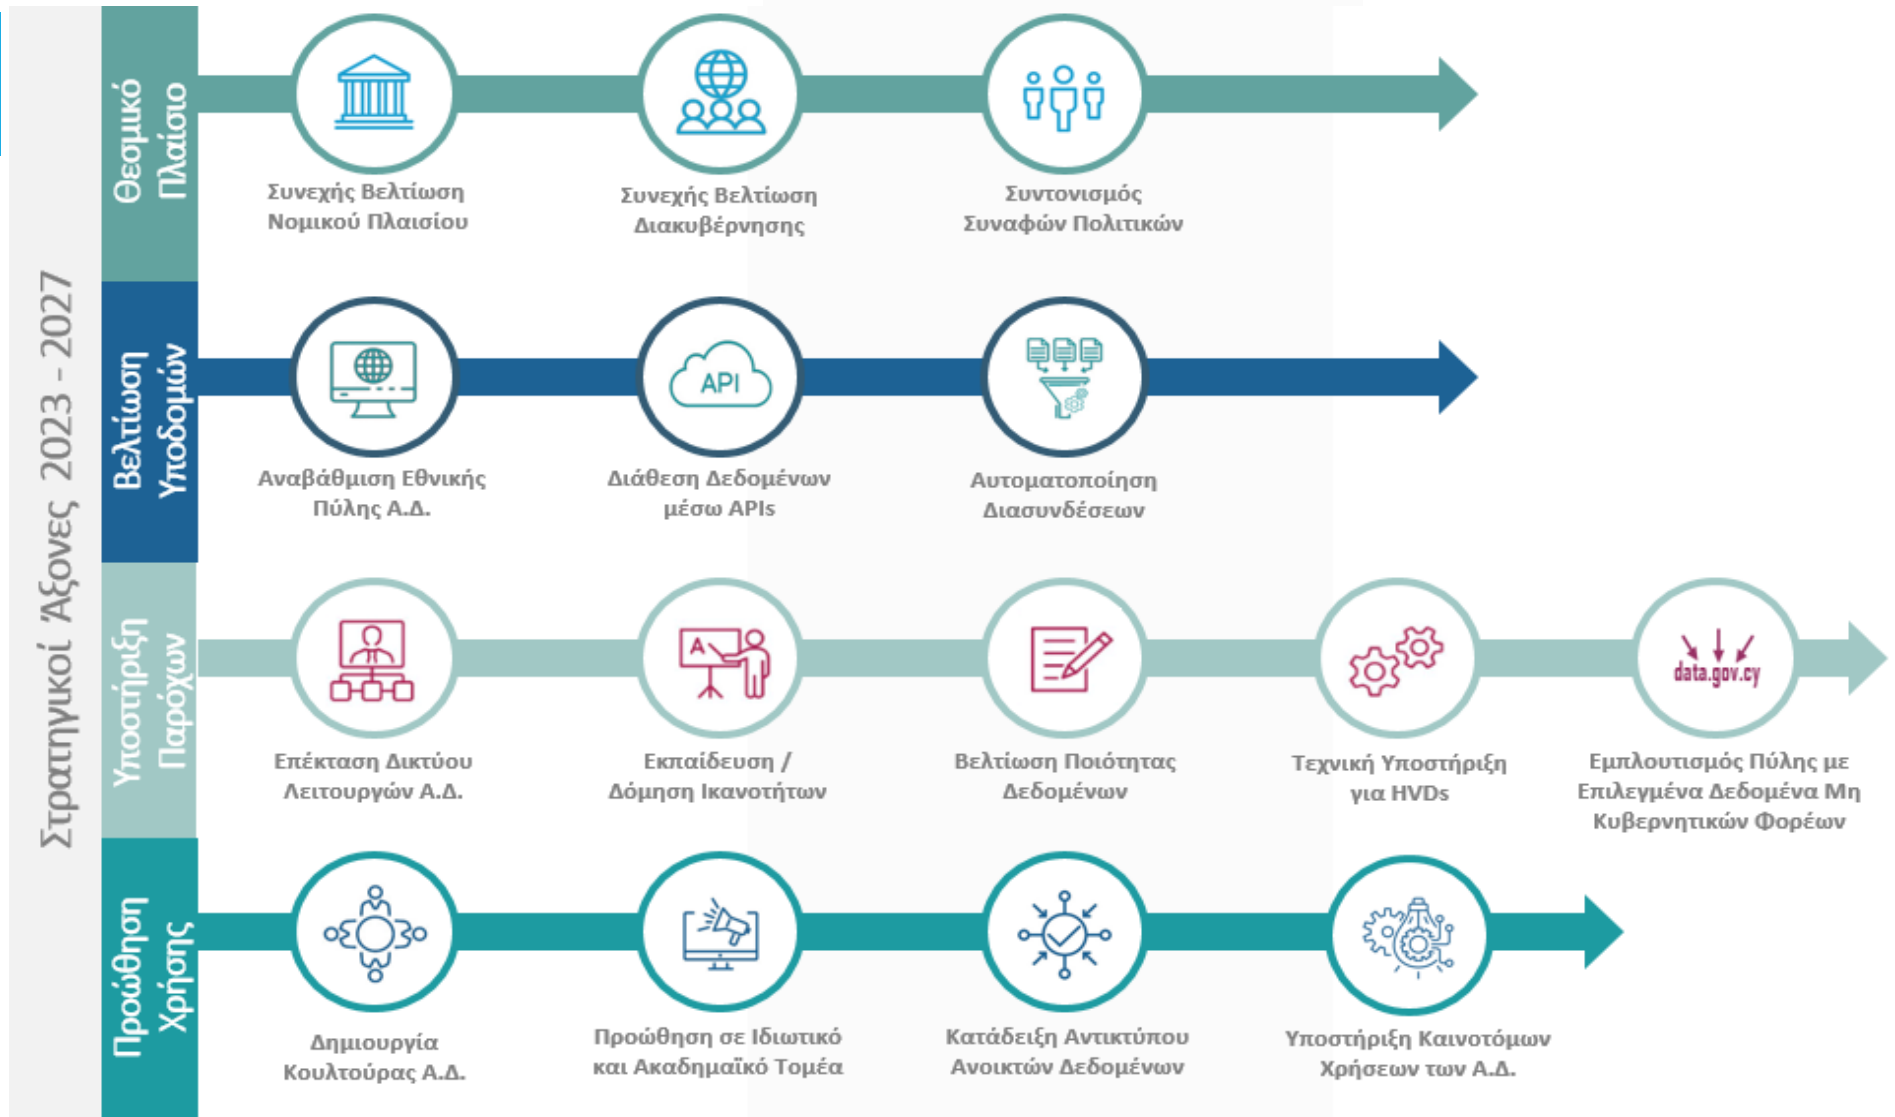 Στρατηγικοί Άξονες 2023 - 2027
Θεσμικό
Πλαίσιο
Συνεχής Βελτίωση
Νομικού Πλαισίου
Συνεχής Βελτίωση
Διακυβέρνησης
Συντονισμός
Συναφών Πολιτικών
Βελτίωση
Υποδομών
Αναβάθμιση Εθνικής
Πύλης Α.Δ.
API
Διάθεση Δεδομένων
μέσω APIs
Αυτοματοποίηση
Διασυνδέσεων
Υποστήριξη
Παρόχων
Επέκταση Δικτύου
Λειτουργών Α.Δ.
A
Εκπαίδευση /
Δόμηση Ικανοτήτων
Βελτίωση Ποιότητας
Δεδομένων
Τεχνική Υποστήριξη
για HVDs
data.gov.cy
Εμπλουτισμός Πύλης με
Επιλεγμένα Δεδομένα Μη
Κυβερνητικών Φορέων
Προώθηση
Χρήσης
Δημιουργία
Κουλτούρας Α.Δ.
Προώθηση σε Ιδιωτικό
και Ακαδημαϊκό Τομέα
Κατάδειξη Αντικτύπου
Ανοικτών Δεδομένων
Υποστήριξη Καινοτόμων
Χρήσεων των Α.Δ.